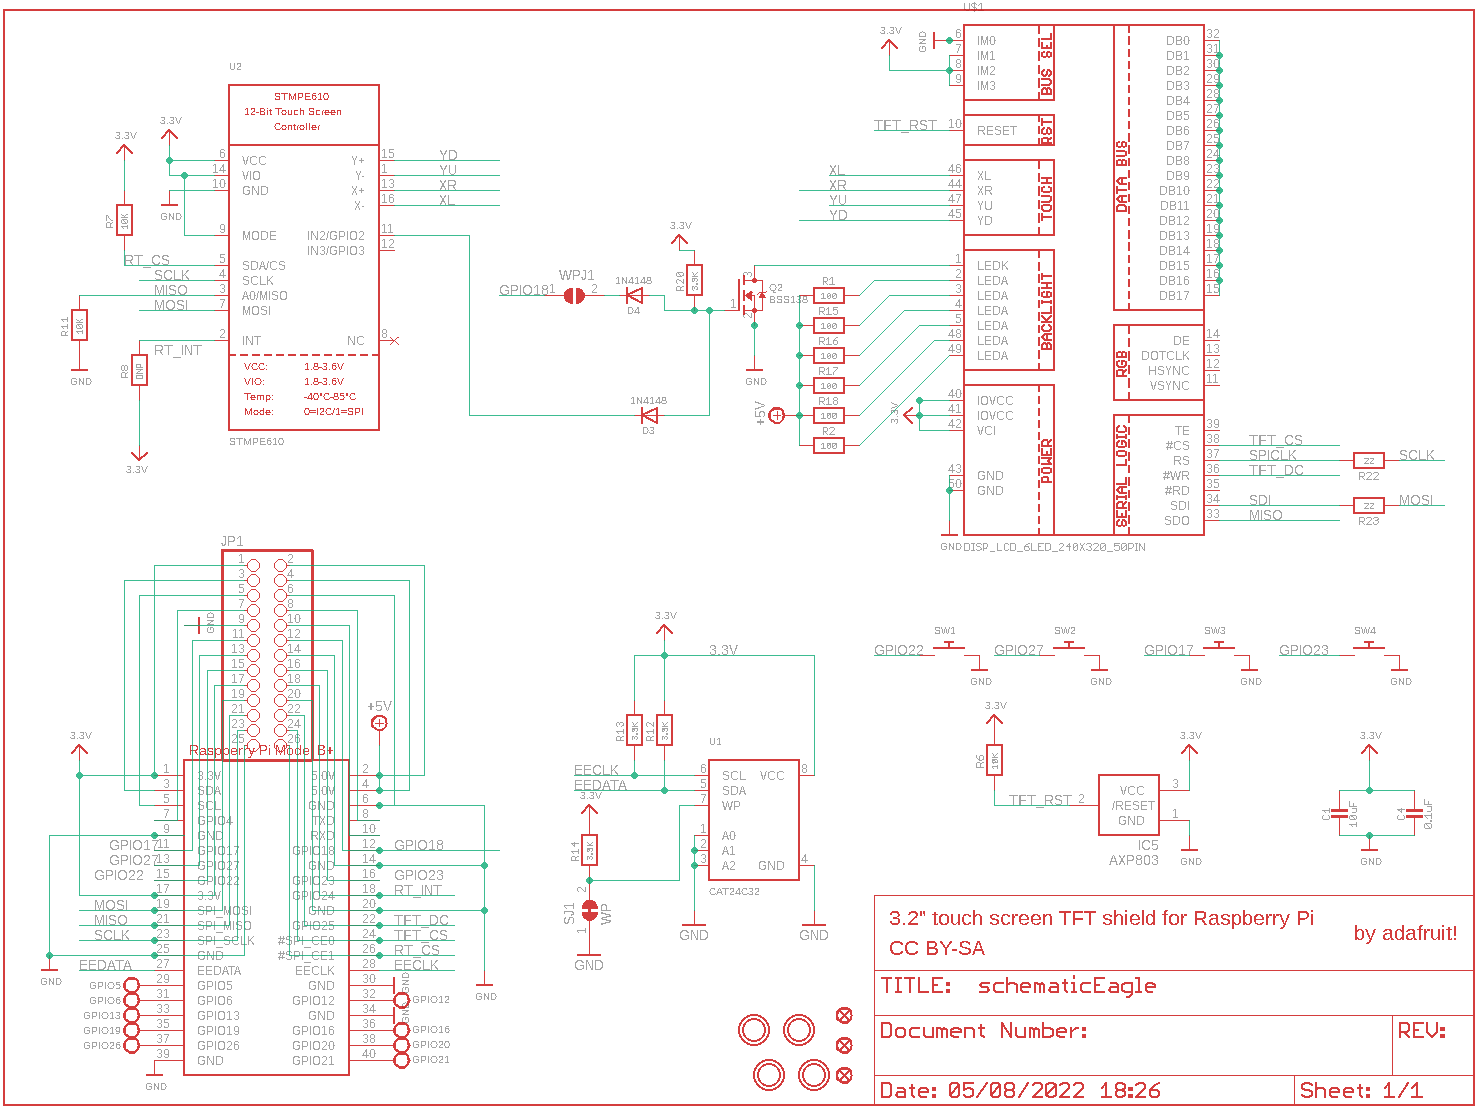 U$1
U2
STMPE610
12-Bit Touch Screen
Controller
3.3V
3.3V
6 VCC Y+ 15 YD
14 VIO Y- 1 YU
10 GND X+ 13 XR
X- 16 XL
GND
R7 10K
9 MODE IN2/GPIO2 11
IN3/GPIO3 12
RT_CS 5 SDA/CS
SCLK 4 SCLK
MISO 3 A0/MISO
MOSI 7 MOSI
R11 10K
2 INT NC 8
RT_INT
R8 DNP
GND
VCC: 1.8-3.6V
VIO: 1.8-3.6V
Temp: -40°C-85°C
Mode: 0=I2C/1=SPI
STMPE610
3.3V
GPIO18 1 WPJ1 2
1N4148
D4
3.3V
R20 3.3K
1 3 2
Q2
BSS138
GND
1N4148
D3
+5V
R1
100
R15
100
R16
100
R17
100
R18
100
R2
100
3.3V
GND
6 IM0
7 IM1
8 IM2
9 IM3
BUS SEL
TFT_RST 10 RESET
RST
XL 46 XL
XR 44 XR
YU 47 YU
YD 45 YD
TOUCH
1 LEDK
2 LEDA
3 LEDA
4 LEDA
5 LEDA
48 LEDA
49 LEDA
BACKLIGHT
3.3V
40 IOVCC
41 IOVCC
42 VCI
43 GND
50 GND
POWER
GND
DISP_LCD_6LED_240X320_50PIN
DATA BUS
DB0 32
DB1 31
DB2 30
DB3 29
DB4 28
DB5 27
DB6 26
DB7 25
DB8 24
DB9 23
DB10 22
DB11 21
DB12 20
DB13 19
DB14 18
DB15 17
DB16 16
DB17 15
RGB
DE 14
DOTCLK 13
HSYNC 12
VSYNC 11
SERIAL LOGIC
TE 39
#CS 38 TFT_CS
RS 37 SPICLK 22 SCLK
R22
#WR 36 TFT_DC
#RD 35
SDI 34 SDI 22 MOSI
R23
SDO 33 MISO
JP1
1 2
3 4
5 6
7 8
9 10
GND
11 12
13 14
15 16
17 18
19 20
21 22
23 24
25 26
+5V
3.3V
Raspberry Pi Mode B+
1 3.3V 5.0V 2
3 SDA 5.0V 4
5 SCL GND 6
7 GPIO4 TXD 8
9 GND RXD 10
GPIO17 11 GPIO17 GPIO18 12 GPIO18
GPIO27 13 GPIO27 GND 14
GPIO22 15 GPIO22 GPIO23 16 GPIO23
17 3.3V GPIO24 18 RT_INT
MOSI 19 SPI_MOSI GND 20
MISO 21 SPI_MISO GPIO25 22 TFT_DC
SCLK 23 SPI_SCLK #SPI_CE0 24 TFT_CS
25 GND #SPI_CE1 26 RT_CS
EEDATA 27 EEDATA EECLK 28 EECLK
GPIO5 29 GPIO5 GND 30 GND
GPIO6 31 GPIO6 GPIO12 32 GPIO12
GPIO13 33 GPIO13 GND 34 GND
GPIO19 35 GPIO19 GPIO16 36 GPIO16
GPIO26 37 GPIO26 GPIO20 38 GPIO20
39 GND GPIO21 40 GPIO21
GND
GND
GND
3.3V
3.3V
R13 3.3K
R12 3.3K
U1
EECLK 6 SCL VCC 8
EEDATA 5 SDA
7 WP
1 A0
2 A1
3 A2 GND 4
CAT24C32
3.3V
R14 3.3K
SJ1 2 1 WP
GND
GND
GND
SW1
GPIO22
GND
SW2
GPIO27
GND
SW3
GPIO17
GND
SW4
GPIO23
GND
3.3V
R6 10K
TFT_RST 2
VCC 3
/RESET
GND 1
IC5
AXP803
3.3V
GND
3.3V
C1 10uF
C4 0.1uF
GND
3.2" touch screen TFT shield for Raspberry Pi
CC BY-SA
by adafruit!
TITLE: schematicEagle
Document Number:
REV:
Date: 05/08/2022 18:26
Sheet: 1/1